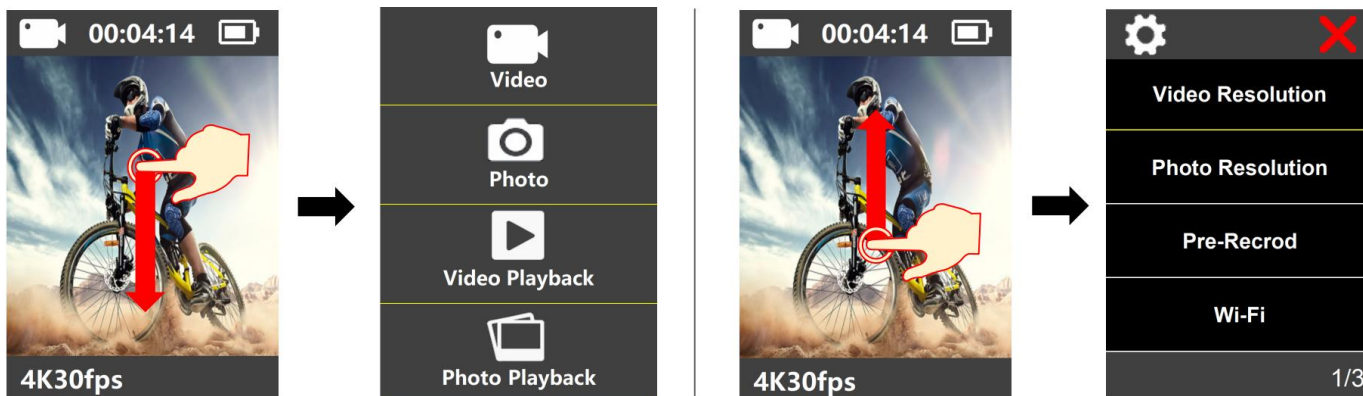 00:04:14
4K30fps
Video
Photo
Video Playback
Photo Playback
00:04:14
4K30fps
Video Resolution
Photo Resolution
Pre-Recrod
Wi-Fi
1/3